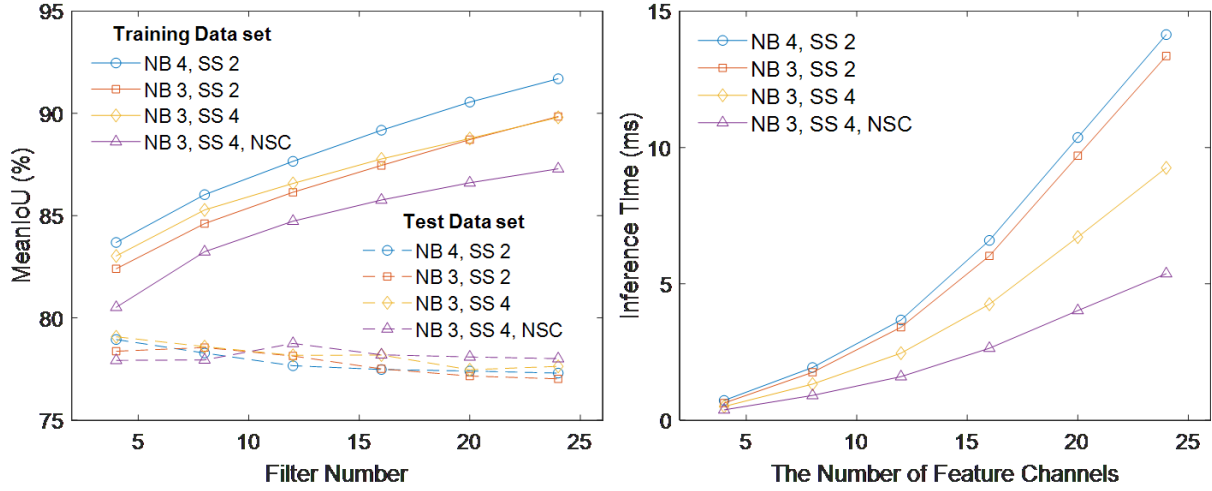 95
90
85
80
75
MeanIoU (%)
Training Data set
NB 4, SS 2
NB 3, SS 2
NB 3, SS 4
NB 3, SS 4, NSC
Test Data set
NB 4, SS 2
NB 3, SS 2
NB 3, SS 4
NB 3, SS 4, NSC
5 10 15 20 25
Filter Number
15
10
5
0
Inference Time (ms)
NB 4, SS 2
NB 3, SS 2
NB 3, SS 4
NB 3, SS 4, NSC
5 10 15 20 25
The Number of Feature Channels